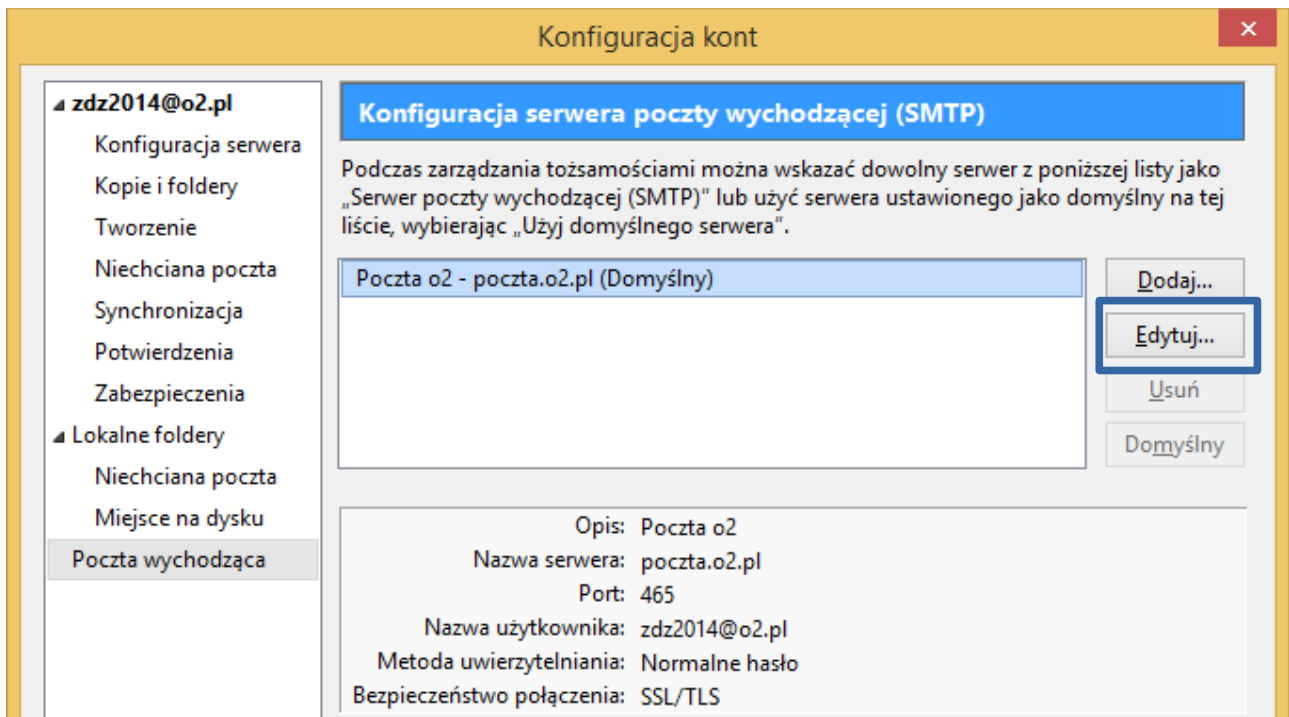 Konfiguracja kont
zdz2014@o2.pl
Konfiguracja serwera
Kopie i foldery
Tworzenie
Niechciana poczta
Synchronizacja
Potwierdzenia
Zabezpieczenia
Lokalne foldery
Niechciana poczta
Miejsce na dysku
Poczta wychodząca
Konfiguracja serwera poczty wychodzącej (SMTP)
Podczas zarządzania tożsamościami można wskazać dowolny serwer z poniższej listy jako
„Serwer poczty wychodzącej (SMTP)" lub użyć serwera ustawionego jako domyślny na tej
liście, wybierając „Użyj domyślnego serwera".
Poczta o2 - poczta.o2.pl (Domyślny)
Dodaj...
Edytuj...
Usuń
Domyślny
Opis: Poczta o2
Nazwa serwera: poczta.o2.pl
Port: 465
Nazwa użytkownika: zdz2014@o2.pl
Metoda uwierzytelniania: Normalne hasło
Bezpieczeństwo połączenia: SSL/TLS